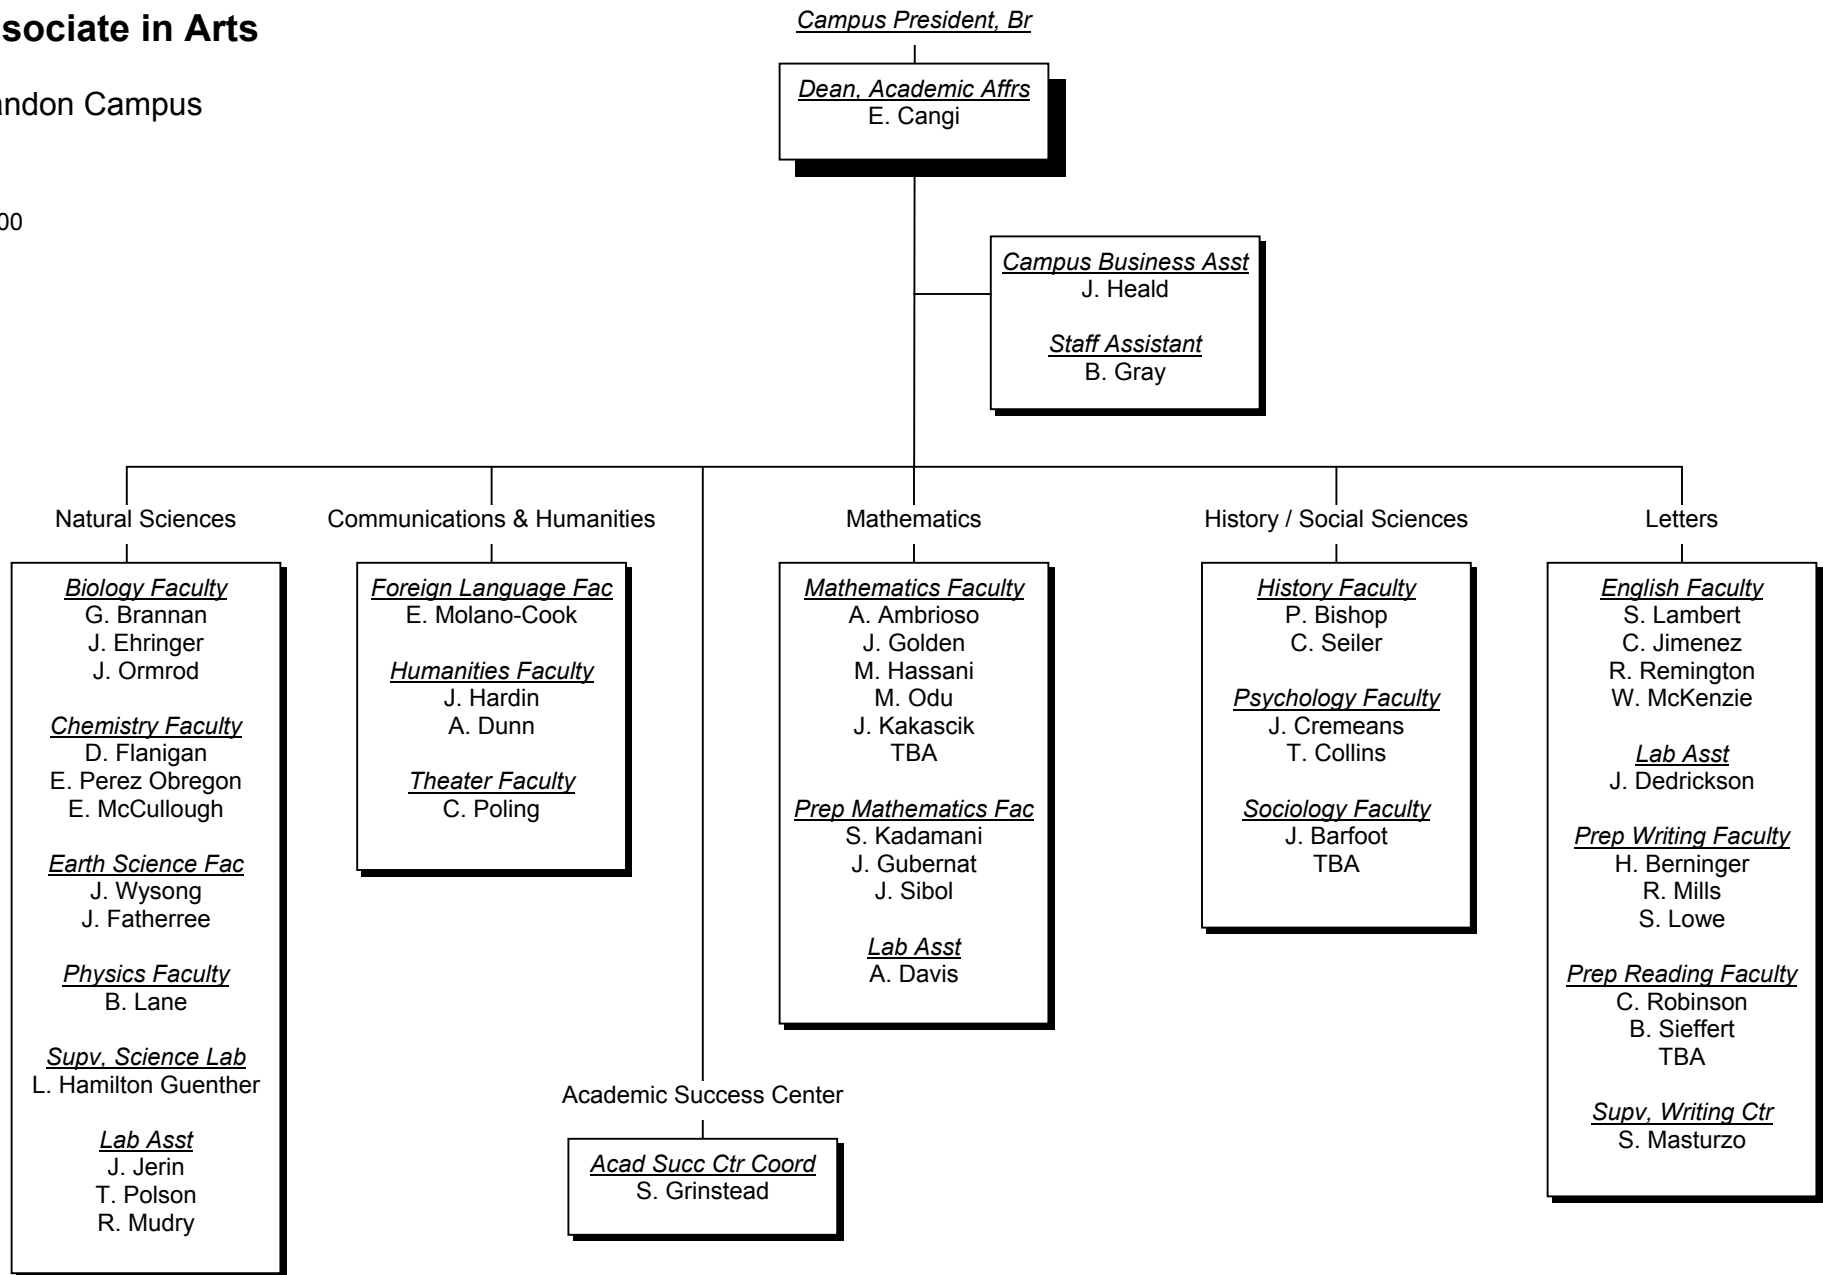 sociate in Arts
andon Campus
00
Campus President, Br
Dean, Academic Affrs
E. Cangi
Campus Business Asst
J. Heald
Staff Assistant
B. Gray
Natural Sciences
Biology Faculty
G. Brannan
J. Ehringer
J. Ormrod
Chemistry Faculty
D. Flanigan
E. Perez Obregon
E. McCullough
Earth Science Fac
J. Wysong
J. Fatherree
Physics Faculty
B. Lane
Supv, Science Lab
L. Hamilton Guenther
Lab Asst
J. Jerin
T. Polson
R. Mudry
Communications & Humanities
Foreign Language Fac
E. Molano-Cook
Humanities Faculty
J. Hardin
A. Dunn
Theater Faculty
C. Poling
Academic Success Center
Acad Succ Ctr Coord
S. Grinstead
Mathematics
Mathematics Faculty
A. Ambrioso
J. Golden
M. Hassani
M. Odu
J. Kakascik
TBA
Prep Mathematics Fac
S. Kadamani
J. Gubernat
J. Sibol
Lab Asst
A. Davis
History / Social Sciences
History Faculty
P. Bishop
C. Seiler
Psychology Faculty
J. Cremeans
T. Collins
Sociology Faculty
J. Barfoot
TBA
Letters
English Faculty
S. Lambert
C. Jimenez
R. Remington
W. McKenzie
Lab Asst
J. Dedrickson
Prep Writing Faculty
H. Berninger
R. Mills
S. Lowe
Prep Reading Faculty
C. Robinson
B. Sieffert
TBA
Supv, Writing Ctr
S. Masturzo